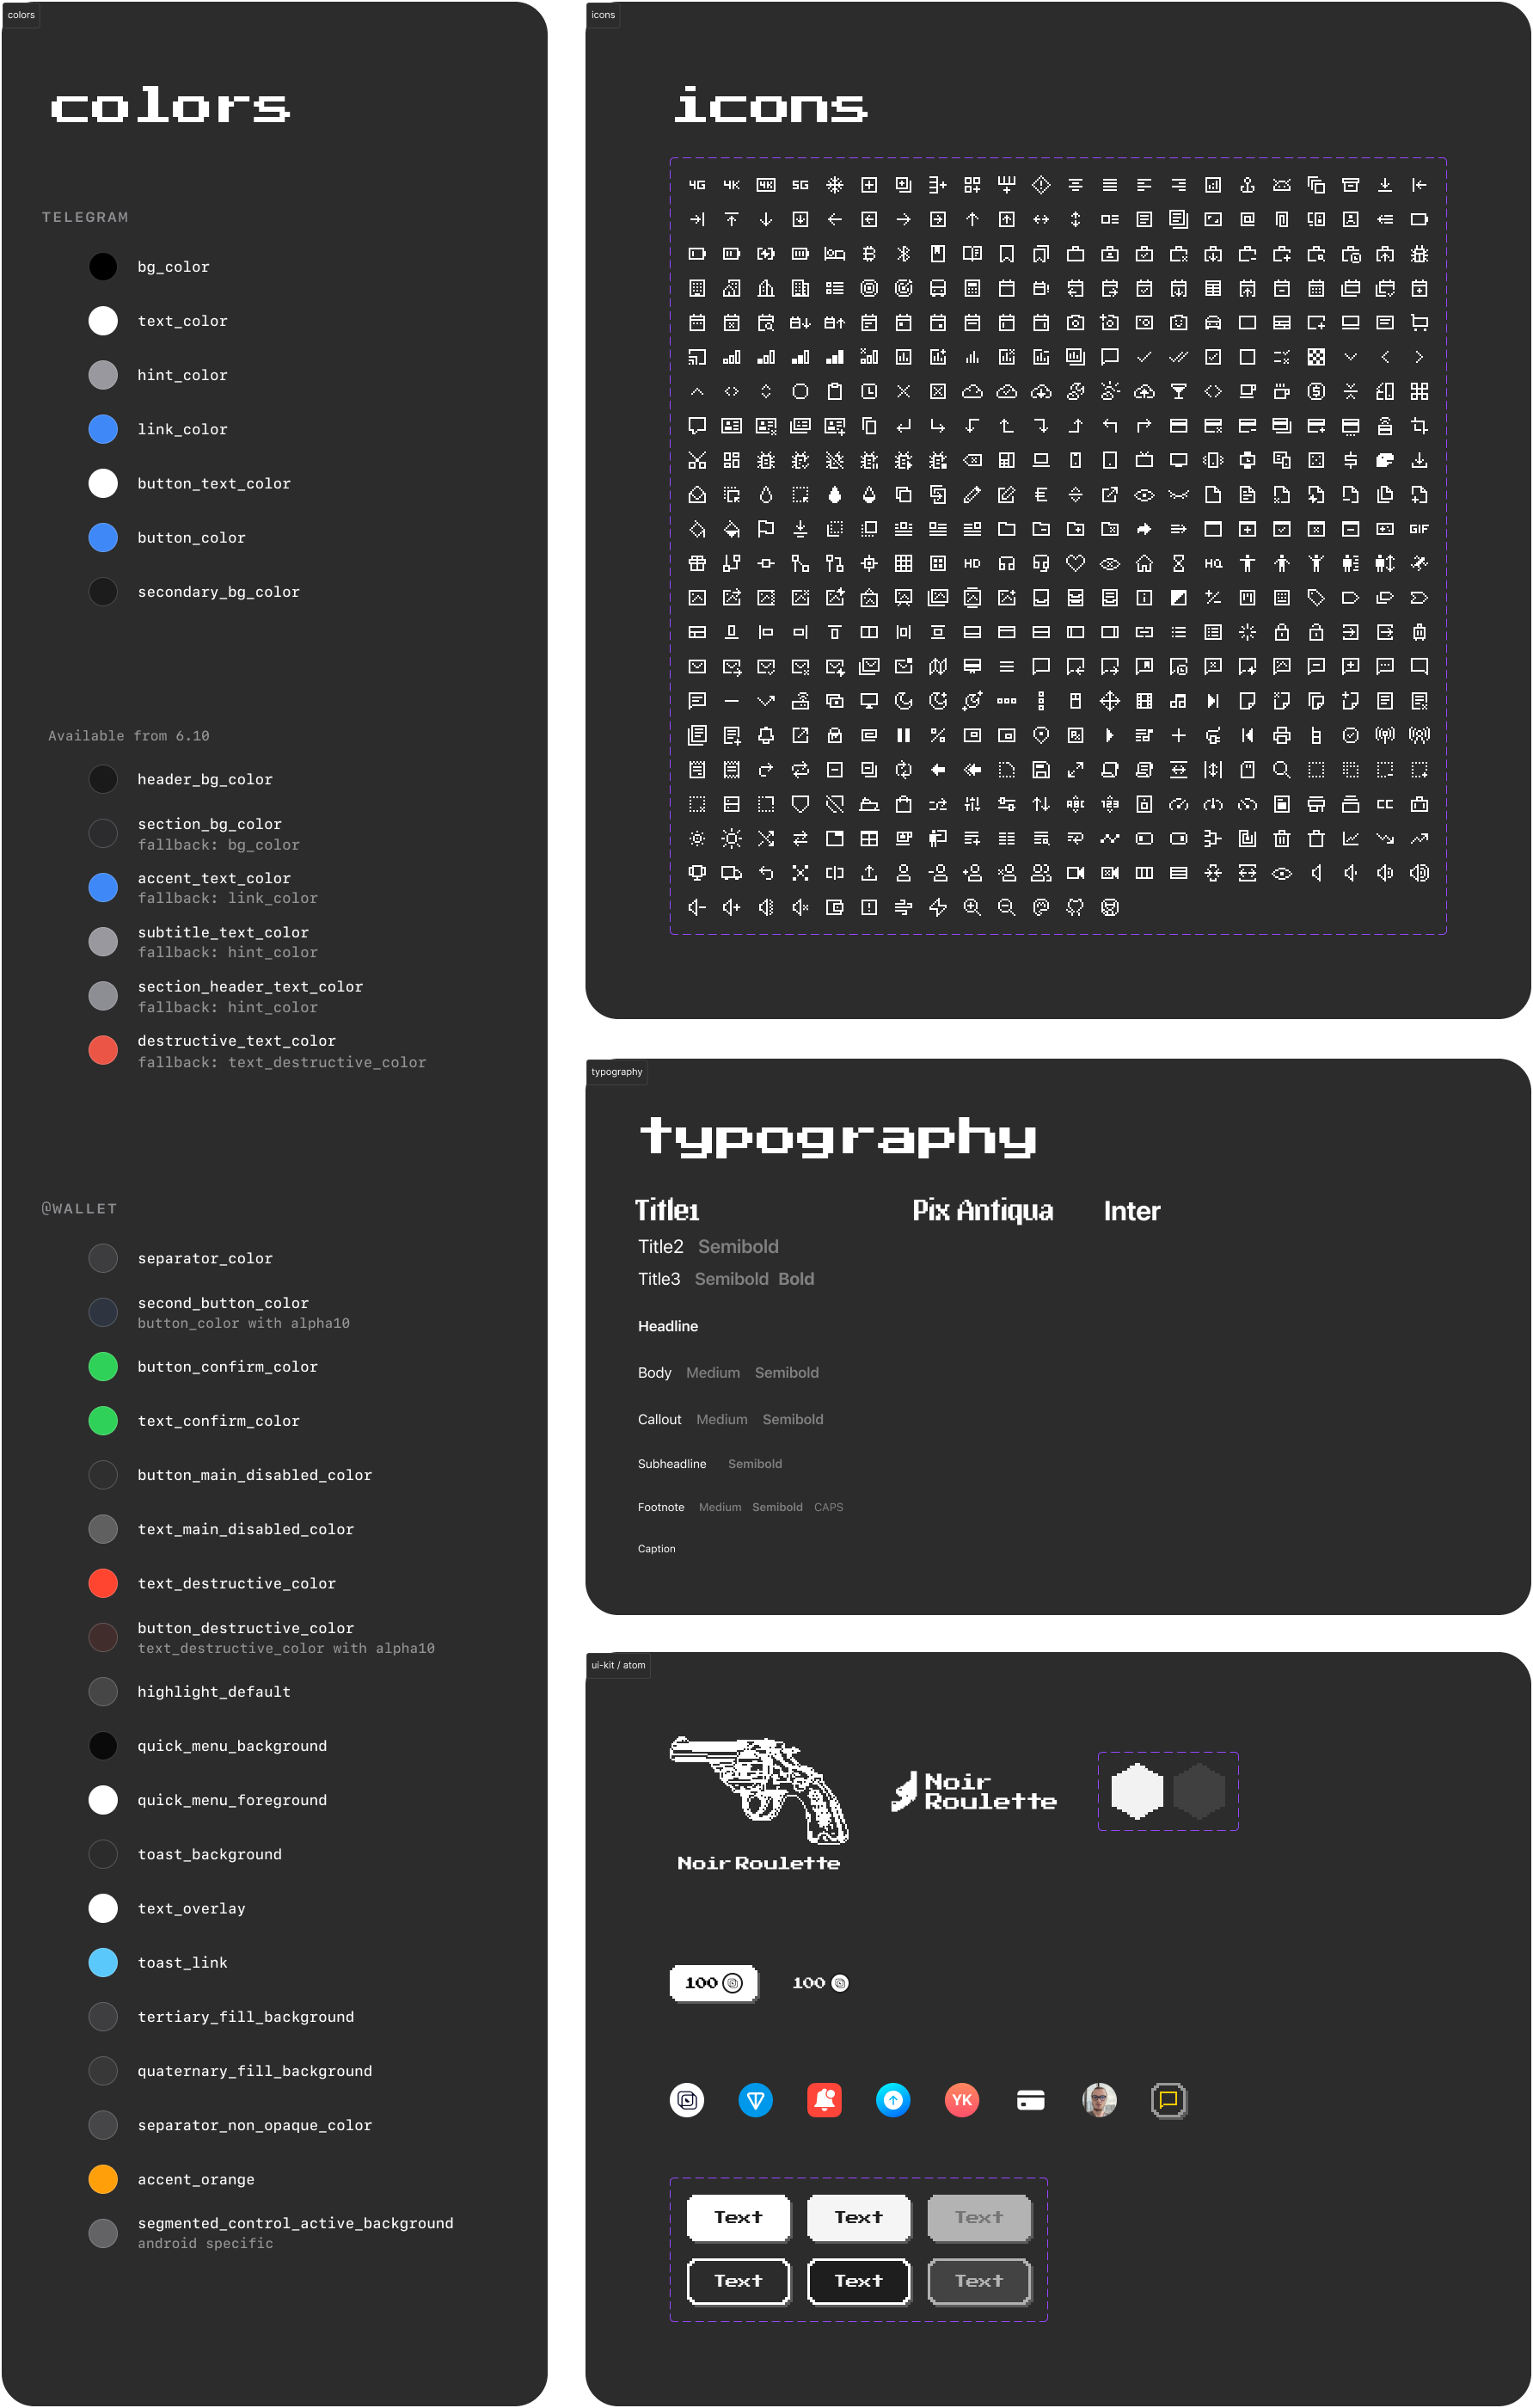 colors
colors
TELEGRAM
bg_color
text_color
hint_color
link_color
button_text_color
button_color
secondary_bg_color
Available from 6.10
header_bg_color
section_bg_color
fallback: bg_color
accent_text_color
fallback: link_color
subtitle_text_color
fallback: hint_color
section_header_text_color
fallback: hint_color
destructive_text_color
fallback: text_destructive_color
@WALLET
separator_color
second_button_color
button_color with alpha10
button_confirm_color
text_confirm_color
button_main_disabled_color
text_main_disabled_color
text_destructive_color
button_destructive_color
text_destructive_color with alpha10
highlight_default
quick_menu_background
quick_menu_foreground
toast_background
text_overlay
toast_link
tertiary_fill_background
quaternary_fill_background
separator_non_opaque_color
accent_orange
segmented_control_active_background
android specific
icons
icons
4G 4K 4K 5G
GIF
HD HQ
ABC 123 CC
typography
typography
Title1 Pix Antiqua Inter
Title2 Semibold
Title3 Semibold Bold
Headline
Body Medium Semibold
Callout Medium Semibold
Subheadline Semibold
Footnote Medium Semibold CAPS
Caption
ui-kit / atom
Noir Roulette
Noir
Roulette
100 100
YK
Text Text Text
Text Text Text